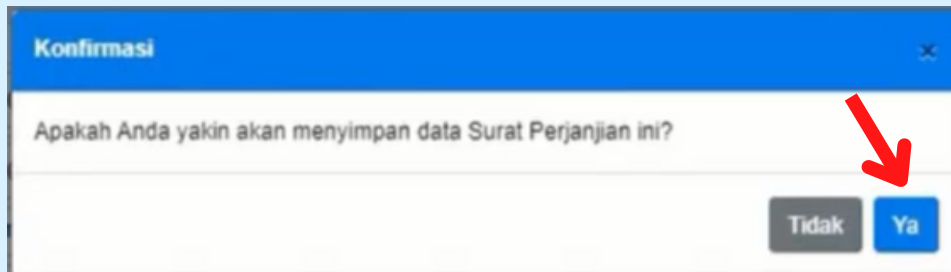 Konfirmasi ×
Apakah Anda yakin akan menyimpan data Surat Perjanjian ini?
Tidak Ya